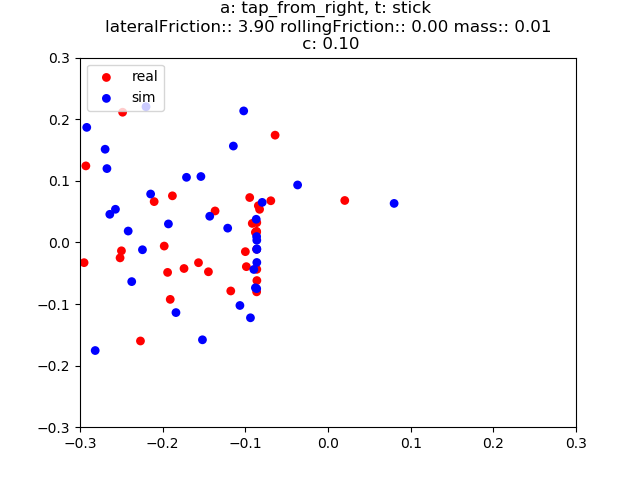 a: tap_from_right, t: stick
lateralFriction:: 3.90 rollingFriction:: 0.00 mass:: 0.01
c: 0.10
real
sim
0.3
0.2
0.1
0.0
−0.1
−0.2
−0.3
−0.3
−0.2
−0.1
0.0
0.1
0.2
0.3